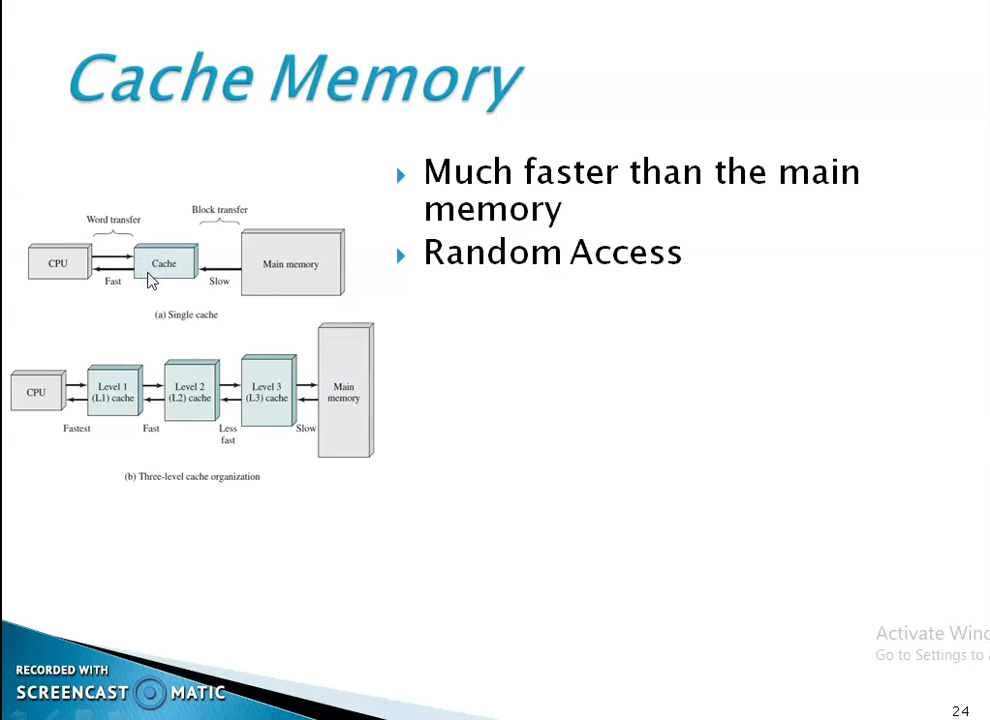 Cache Memory
Much faster than the main
memory
Random Access
Block transfer
Word transfer
CPU
Cache
Main memory
Fast
Slow
(a) Single cache
CPU
Level 1
(L1) cache
Level 2
(L2) cache
Level 3
(L3) cache
Main
memory
Fastest
Fast
Less
fast
Slow
(b) Three-level cache organization
Activate Wind
Go to Settings to
RECORDED WITH
SCREENCAST MATIC
24